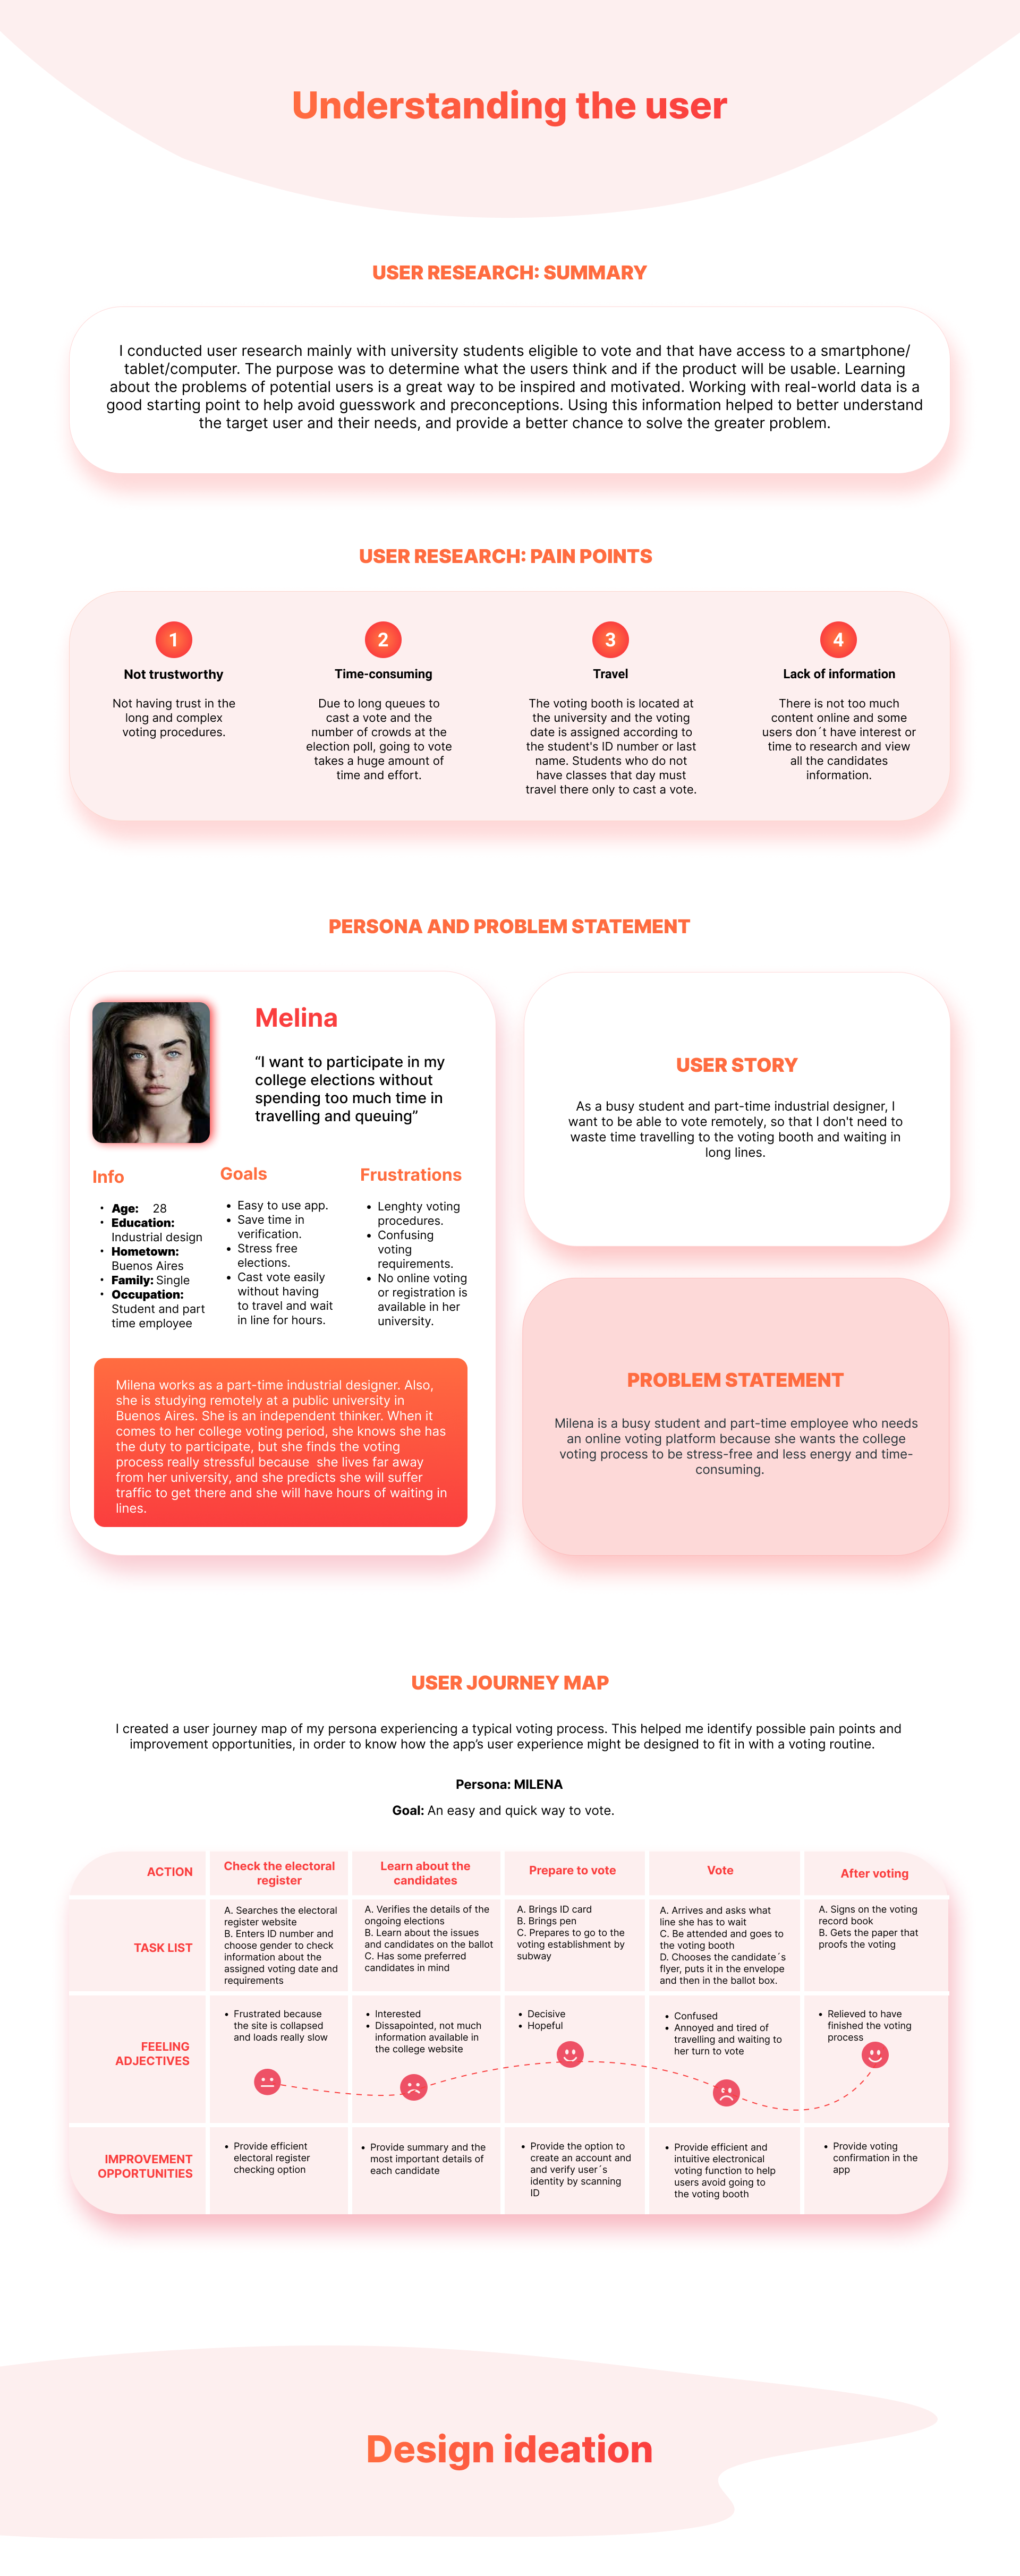 Understanding the user
USER RESEARCH: SUMMARY
I conducted user research mainly with university students eligible to vote and that have access to a smartphone/
tablet/computer. The purpose was to determine what the users think and if the product will be usable. Learning
about the problems of potential users is a great way to be inspired and motivated. Working with real-world data is a
good starting point to help avoid guesswork and preconceptions. Using this information helped to better understand
the target user and their needs, and provide a better chance to solve the greater problem.
USER RESEARCH: PAIN POINTS
1
Not trustworthy
Not having trust in the
long and complex
voting procedures.
2
Time-consuming
Due to long queues to
cast a vote and the
number of crowds at the
election poll, going to vote
takes a huge amount of
time and effort.
3
Travel
The voting booth is located at
the university and the voting
date is assigned according to
the student's ID number or last
name. Students who do not
have classes that day must
travel there only to cast a vote.
4
Lack of information
There is not too much
content online and some
users don´t have interest or
time to research and view
all the candidates
information.
PERSONA AND PROBLEM STATEMENT
Melina
“I want to participate in my
college elections without
spending too much time in
travelling and queuing”
Info
• Age: 28
• Education:
Industrial design
• Hometown:
Buenos Aires
• Family: Single
• Occupation:
Student and part
time employee
Goals
• Easy to use app.
• Save time in
verification.
• Stress free
elections.
• Cast vote easily
without having
to travel and wait
in line for hours.
Frustrations
• Lenghty voting
procedures.
• Confusing
voting
requirements.
• No online voting
or registration is
available in her
university.
Milena works as a part-time industrial designer. Also,
she is studying remotely at a public university in
Buenos Aires. She is an independent thinker. When it
comes to her college voting period, she knows she has
the duty to participate, but she finds the voting
process really stressful because she lives far away
from her university, and she predicts she will suffer
traffic to get there and she will have hours of waiting in
lines.
USER STORY
As a busy student and part-time industrial designer, I
want to be able to vote remotely, so that I don't need to
waste time travelling to the voting booth and waiting in
long lines.
PROBLEM STATEMENT
Milena is a busy student and part-time employee who needs
an online voting platform because she wants the college
voting process to be stress-free and less energy and time-
consuming.
USER JOURNEY MAP
I created a user journey map of my persona experiencing a typical voting process. This helped me identify possible pain points and
improvement opportunities, in order to know how the app’s user experience might be designed to fit in with a voting routine.
Persona: MILENA
Goal: An easy and quick way to vote.
ACTION
Check the electoral
register
Learn about the
candidates
Prepare to vote
Vote
After voting
TASK LIST
A. Searches the electoral
register website
B. Enters ID number and
choose gender to check
information about the
assigned voting date and
requirements
A. Verifies the details of the
ongoing elections
B. Learn about the issues
and candidates on the ballot
C. Has some preferred
candidates in mind
A. Brings ID card
B. Brings pen
C. Prepares to go to the
voting establishment by
subway
A. Arrives and asks what
line she has to wait
C. Be attended and goes to
the voting booth
D. Chooses the candidate´s
flyer, puts it in the envelope
and then in the ballot box.
A. Signs on the voting
record book
B. Gets the paper that
proofs the voting
FEELING
ADJECTIVES
• Frustrated because
the site is collapsed
and loads really slow
• Interested
• Dissapointed, not much
information available in
the college website
• Decisive
• Hopeful
• Confused
• Annoyed and tired of
travelling and waiting to
her turn to vote
• Relieved to have
finished the voting
process
IMPROVEMENT
OPPORTUNITIES
• Provide efficient
electoral register
checking option
• Provide summary and the
most important details of
each candidate
• Provide the option to
create an account and
and verify user´s
identity by scanning
ID
• Provide efficient and
intuitive electronical
voting function to help
users avoid going to
the voting booth
• Provide voting
confirmation in the
app
Design ideation